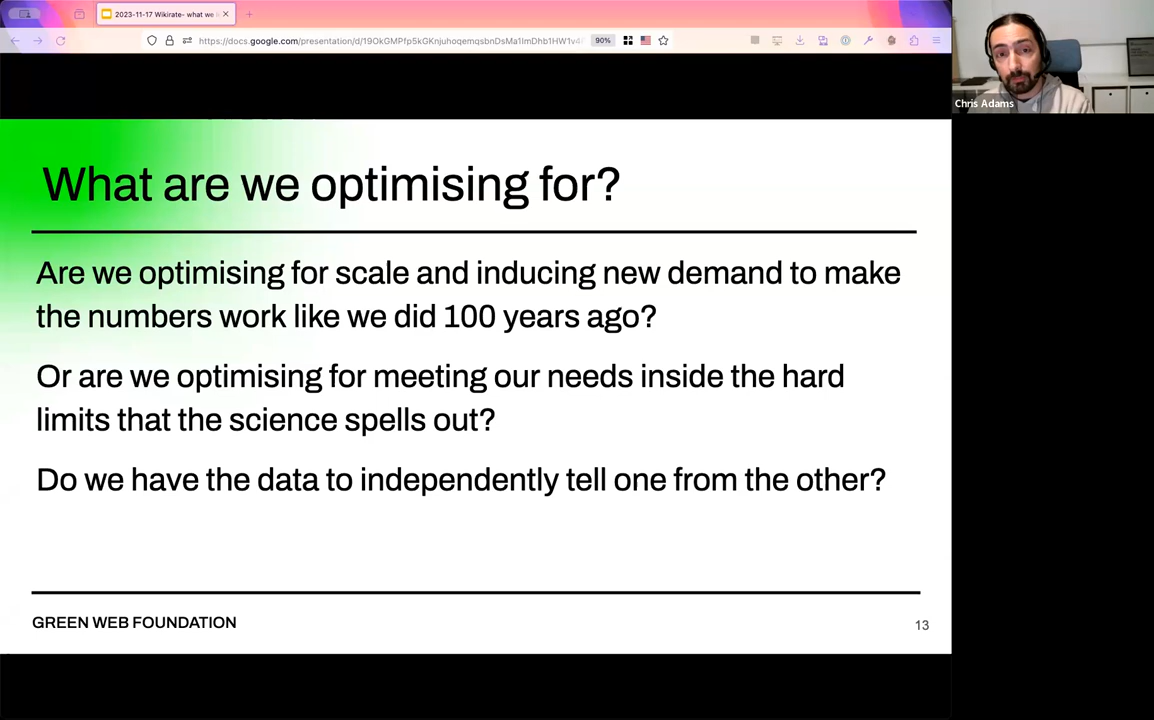 2023-11-17 Wikirate- what we
https://docs.google.com/presentation/d/19OkGMPfp5kGKnjuhoqemqsbnDsMa1lmDhb1HW1v4
90%
Chris Adams
What are we optimising for?
Are we optimising for scale and inducing new demand to make
the numbers work like we did 100 years ago?
Or are we optimising for meeting our needs inside the hard
limits that the science spells out?
Do we have the data to independently tell one from the other?
GREEN WEB FOUNDATION
13